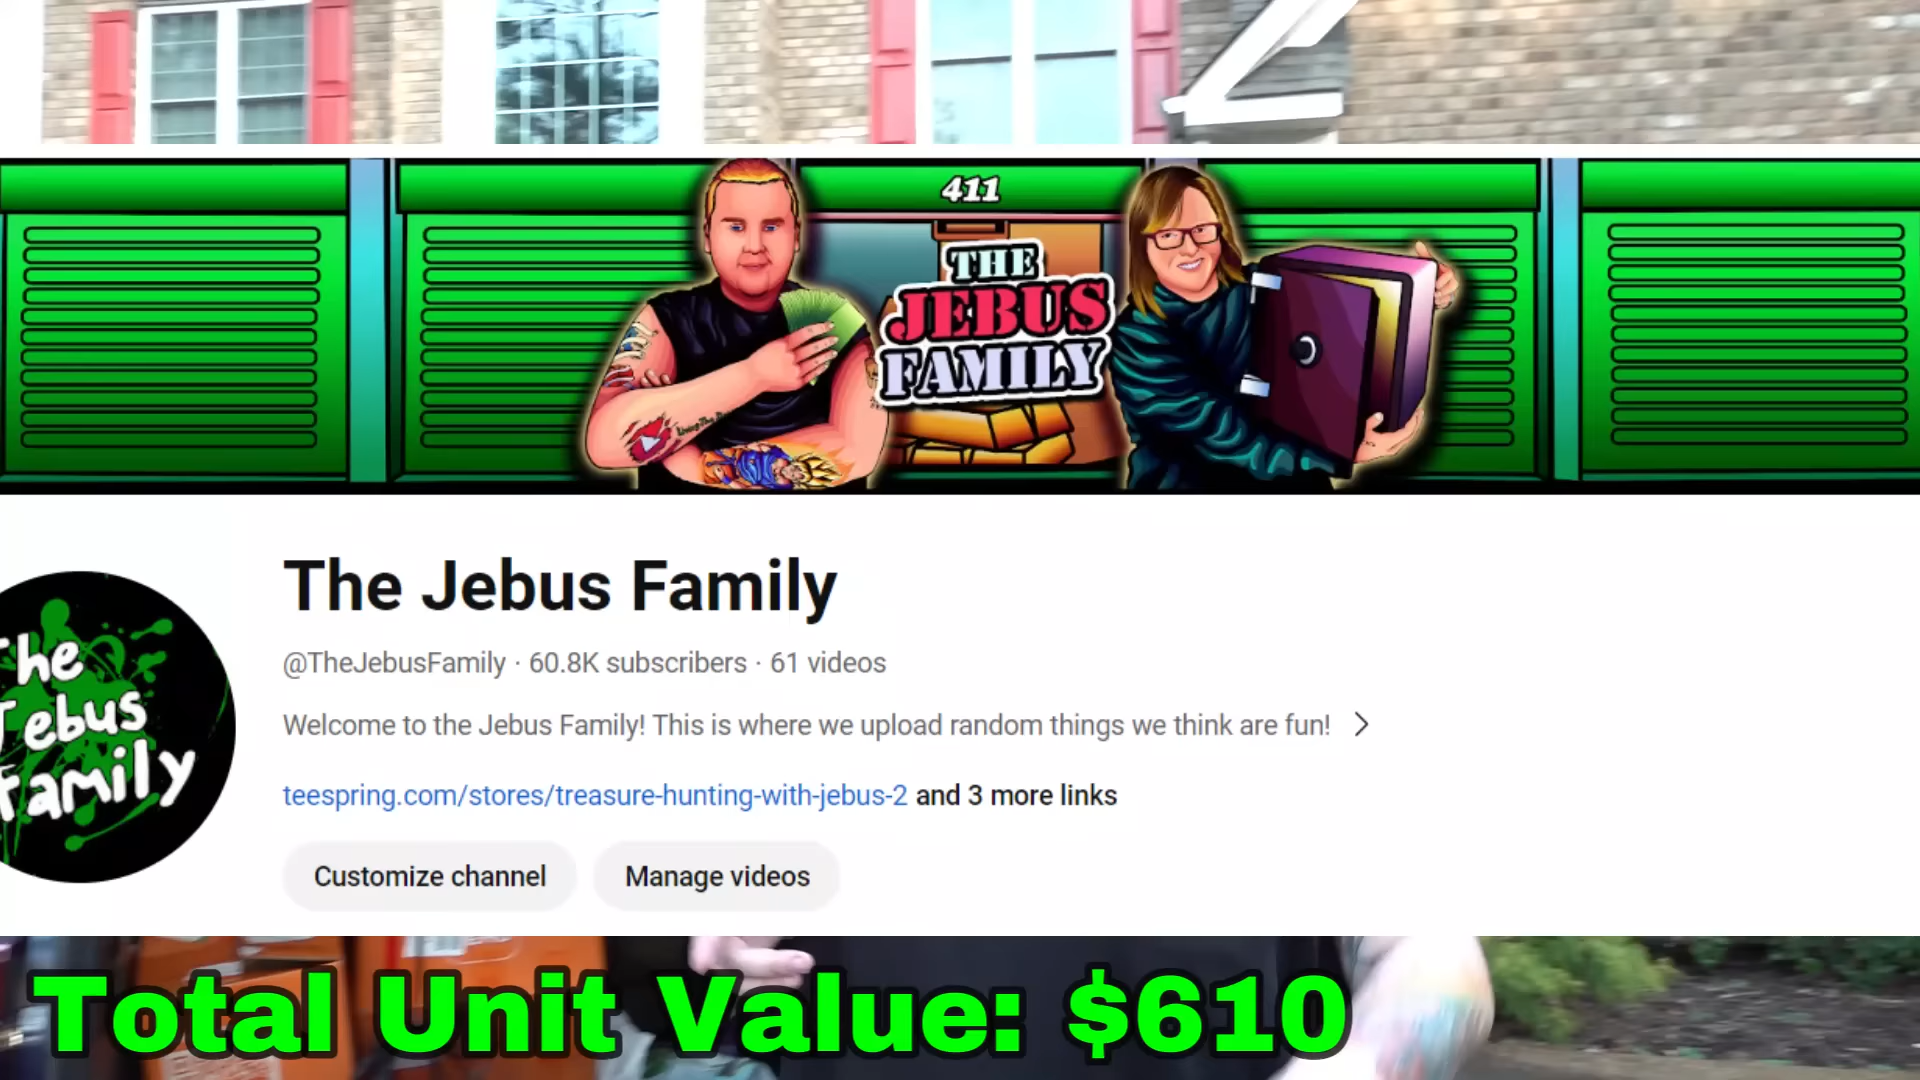 411
THE
JEBUS
FAMILY
The Jebus Family
@TheJebusFamily · 60.8K subscribers · 61 videos
Welcome to the Jebus Family! This is where we upload random things we think are fun!
teespring.com/stores/treasure-hunting-with-jebus-2 and 3 more links
The
Jebus
Family
Customize channel
Manage videos
Total Unit Value: $610